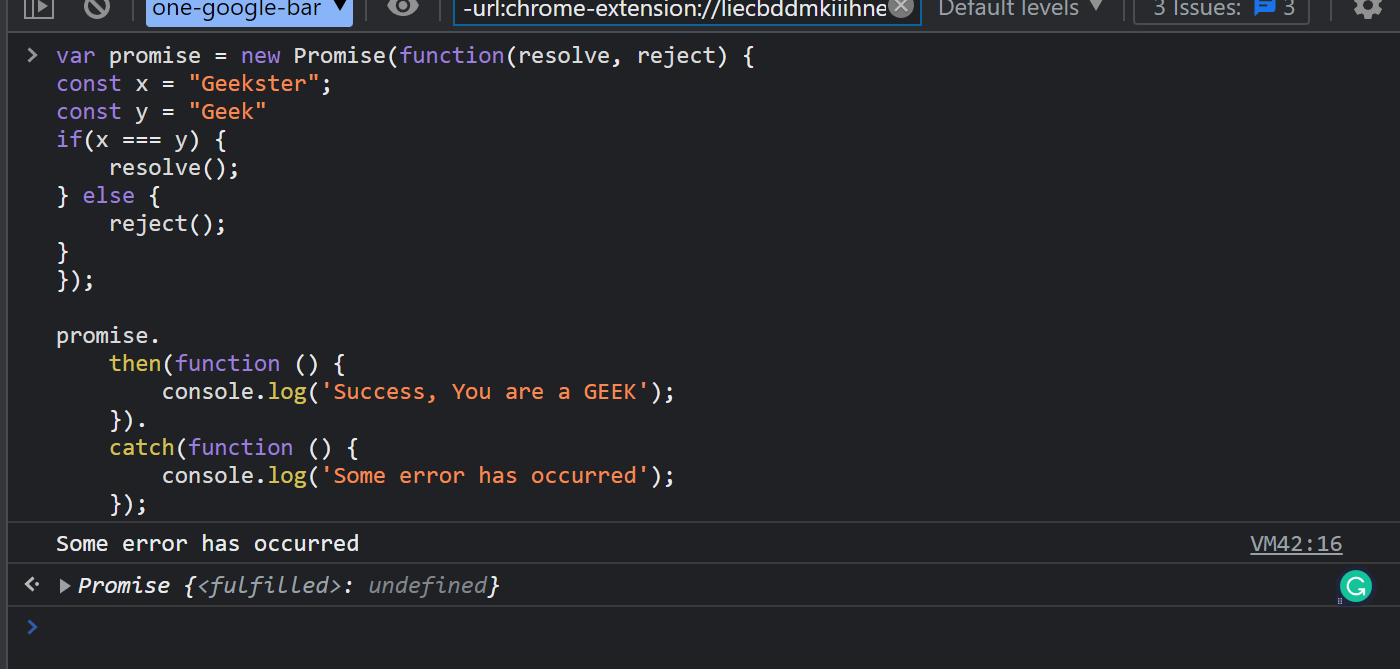 one-google-bar ▼ -url:chrome-extension://liecbddmkiiihne Default levels ▼ 3 Issues: 3
> var promise = new Promise(function(resolve, reject) {
const x = "Geekster";
const y = "Geek"
if(x === y) {
    resolve();
} else {
    reject();
}
});
promise.
    then(function () {
        console.log('Success, You are a GEEK');
    }).
    catch(function () {
        console.log('Some error has occurred');
    });
Some error has occurred VM42:16
Promise {<fulfilled>: undefined}
>